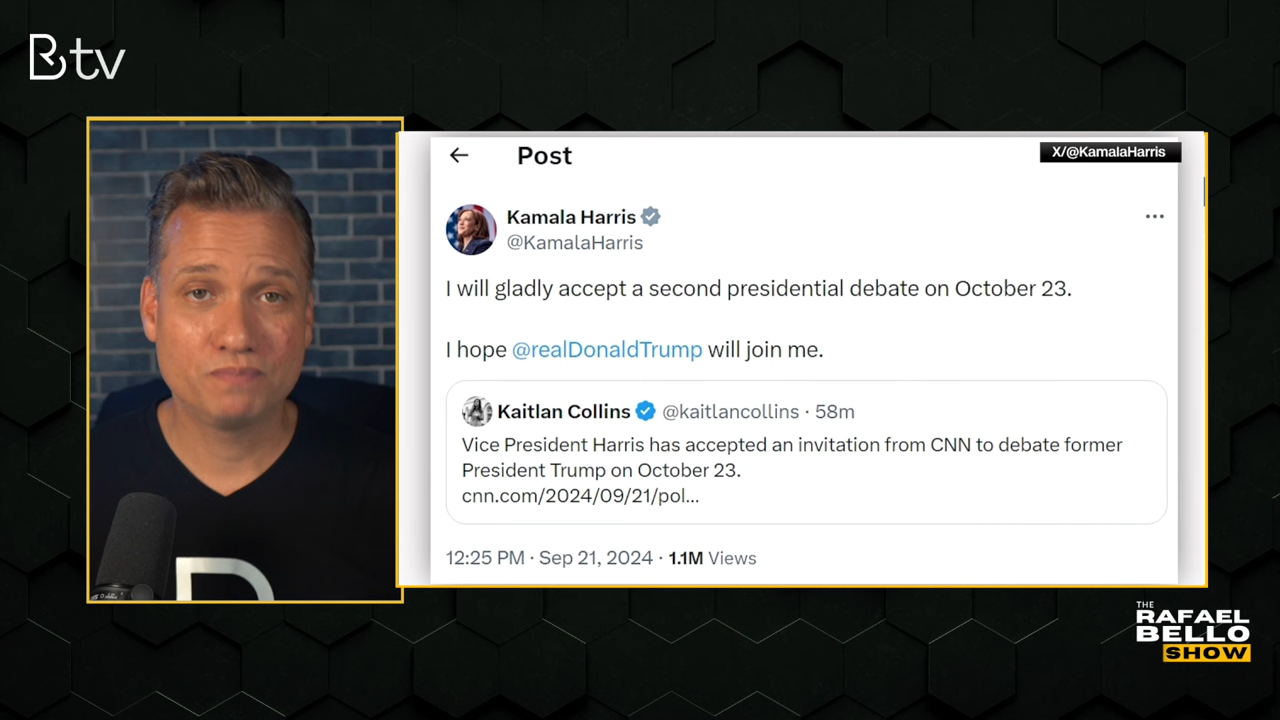 Btv
Post
X/@KamalaHarris
Kamala Harris
@KamalaHarris
I will gladly accept a second presidential debate on October 23.
I hope @realDonaldTrump will join me.
Kaitlan Collins @kaitlancollins · 58m
Vice President Harris has accepted an invitation from CNN to debate former
President Trump on October 23.
cnn.com/2024/09/21/pol...
12:25 PM · Sep 21, 2024 · 1.1M Views
THE
RAFAEL
BELLO
SHOW